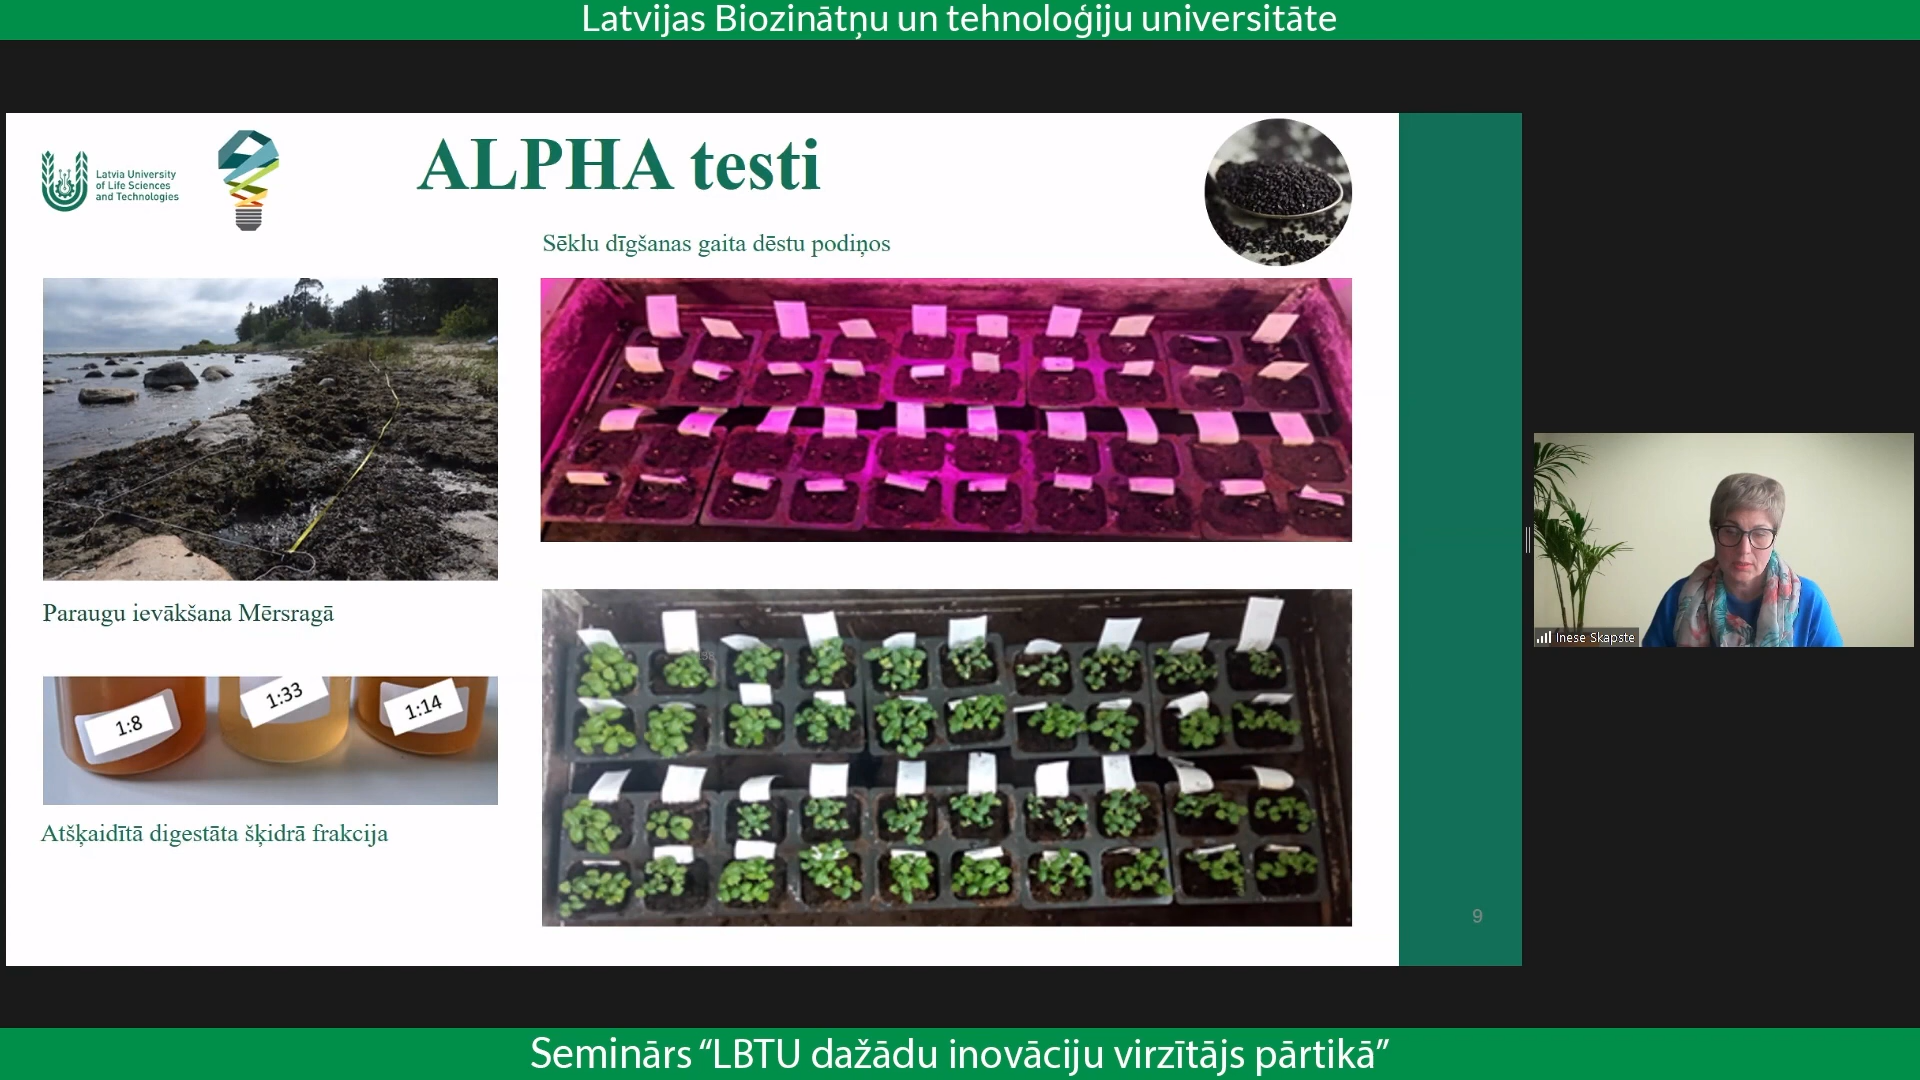 Latvijas Biozinātņu un tehnoloģiju universitāte
Latvia University
of Life Sciences
and Technologies
ALPHA testi
Sēklu dīgšanas gaita dēstu podiņos
Paraugu ievākšana Mērsragā
1:8
1:33
1:14
Atšķaidītā digestāta šķidrā frakcija
9
Inese Skapste
Seminārs “LBTU dažādu inovāciju virzītājs pārtikā”